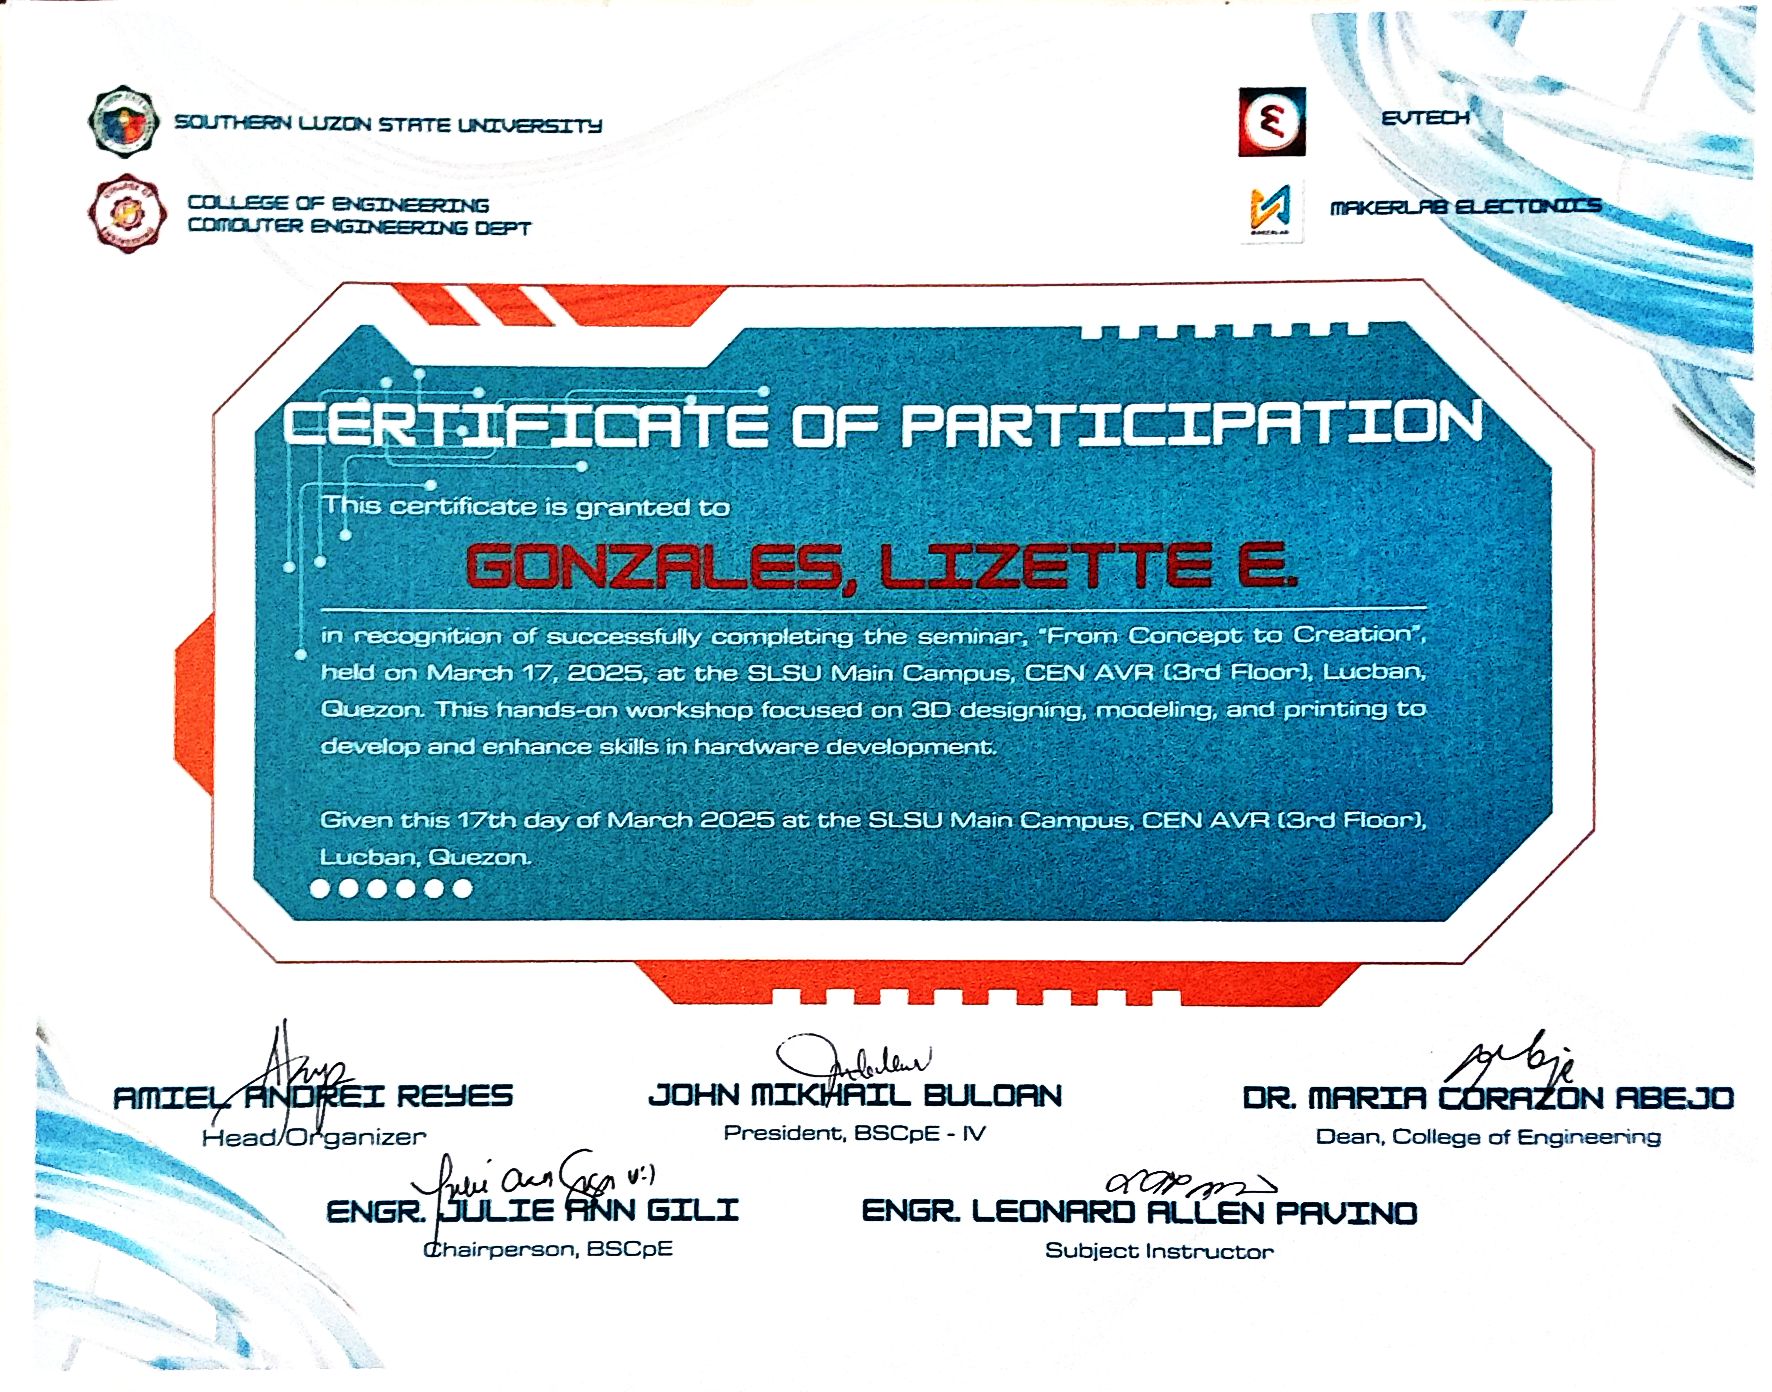 SOUTHERN LUZON STATE UNIVERSITY
COLLEGE OF ENGINEERING
COMOUTER ENGINEERING DEPT
EVTECH
MAKERLAB ELECTONICS
CERTIFICATE OF PARTICIPATION
This certificate is granted to
GONZALES, LIZETTE E.
in recognition of successfully completing the seminar, "From Concept to Creation",
held on March 17, 2025, at the SLSU Main Campus, CEN AVR (3rd Floor), Lucban,
Quezon. This hands-on workshop focused on 3D designing, modeling, and printing to
develop and enhance skills in hardware development.
Given this 17th day of March 2025 at the SLSU Main Campus, CEN AVR (3rd Floor),
Lucban, Quezon.
AMIEL ANDREI REYES
Head/Organizer
JOHN MIKHAIL BULOAN
President, BSCpE - IV
DR. MARIA CORAZON ABEJO
Dean, College of Engineering
ENGR. JULIE ANN GILI
Chairperson, BSCpE
ENGR. LEONARD ALLEN PAVINO
Subject Instructor